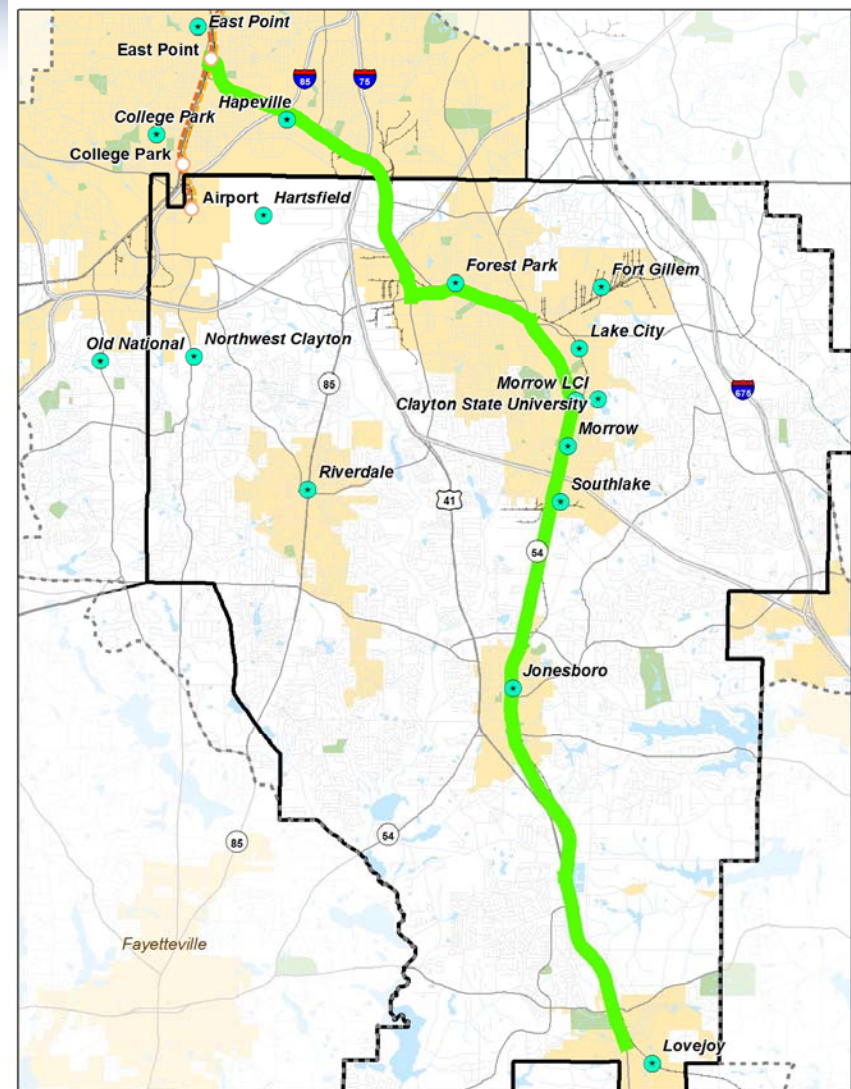 East Point
East Point
85
75
College Park
Hapeville
College Park
Airport
Hartsfield
Forest Park
Fort Gillem
Lake City
Old National
Northwest Clayton
85
Morrow LCI
675
Clayton State University
Morrow
Riverdale
Southlake
41
54
Jonesboro
54
85
Fayetteville
Lovejoy